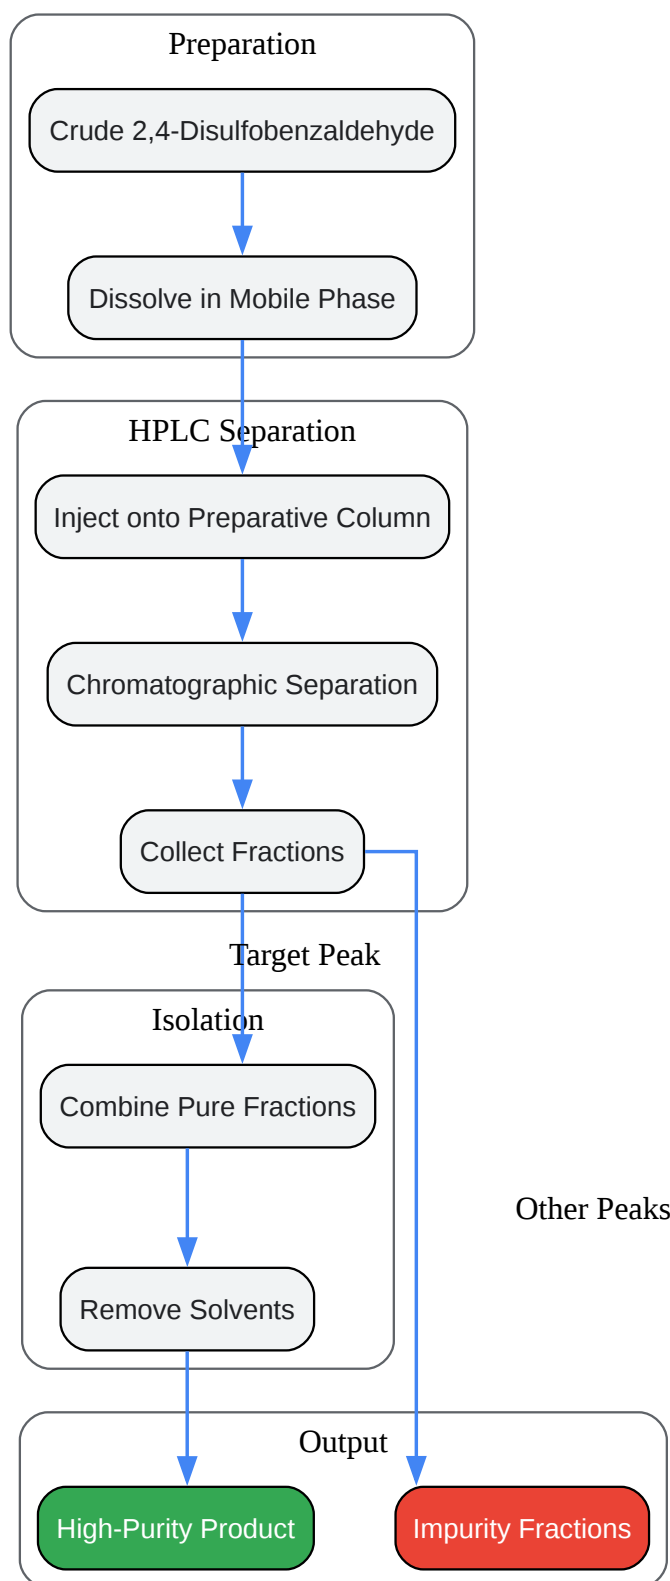 Preparation
Crude 2,4-Disulfobenzaldehyde
Dissolve in Mobile Phase
HPLC Separation
Inject onto Preparative Column
Chromatographic Separation
Collect Fractions
Target Peak
Isolation
Combine Pure Fractions
Other Peaks
Remove Solvents
Output
High-Purity Product
Impurity Fractions